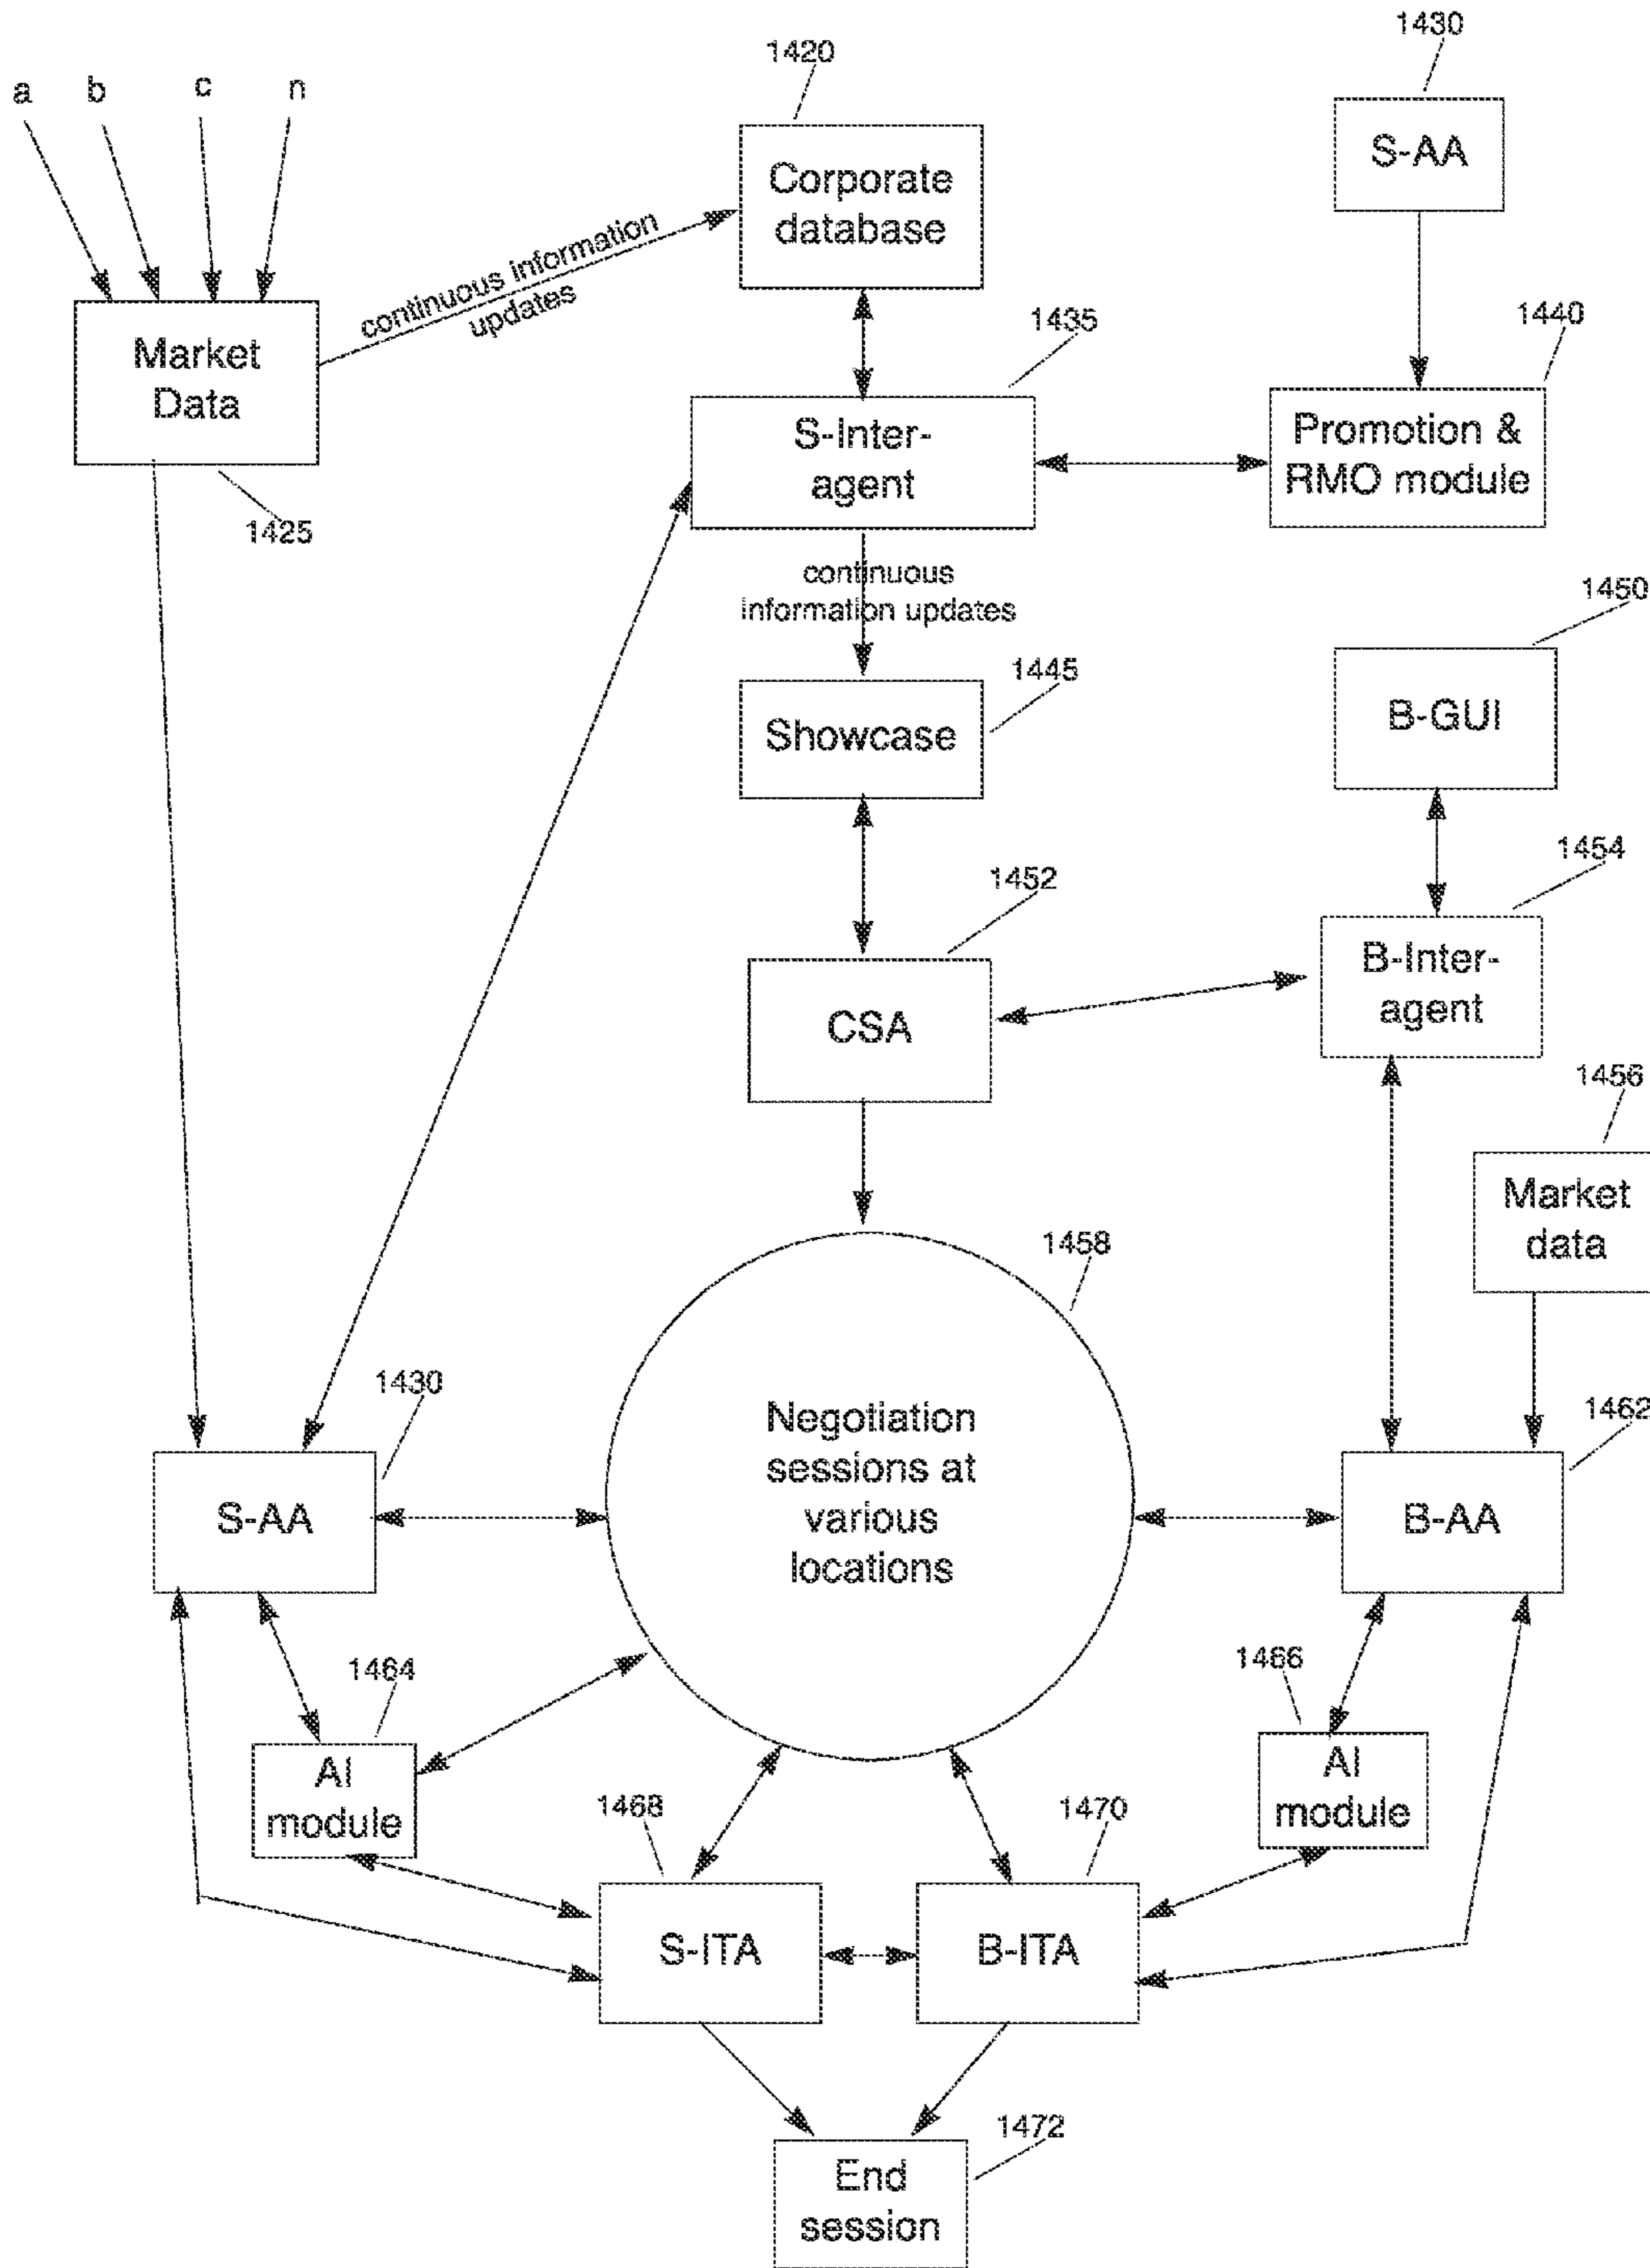 1430
1420
a b c n
S-AA
Corporate
database
continuous information
updates
1435
1440
Market
Data
S-Inter-
agent
Promotion &
RMO module
1425
continuous
information updates
1450
1445
B-GUI
Showcase
1454
1452
B-Inter-
agent
CSA
1456
Market
data
1458
1430
1462
Negotiation
sessions at
various
locations
S-AA
B-AA
1464
1466
AI
module
AI
module
1468
1470
S-ITA
B-ITA
1472
End
session